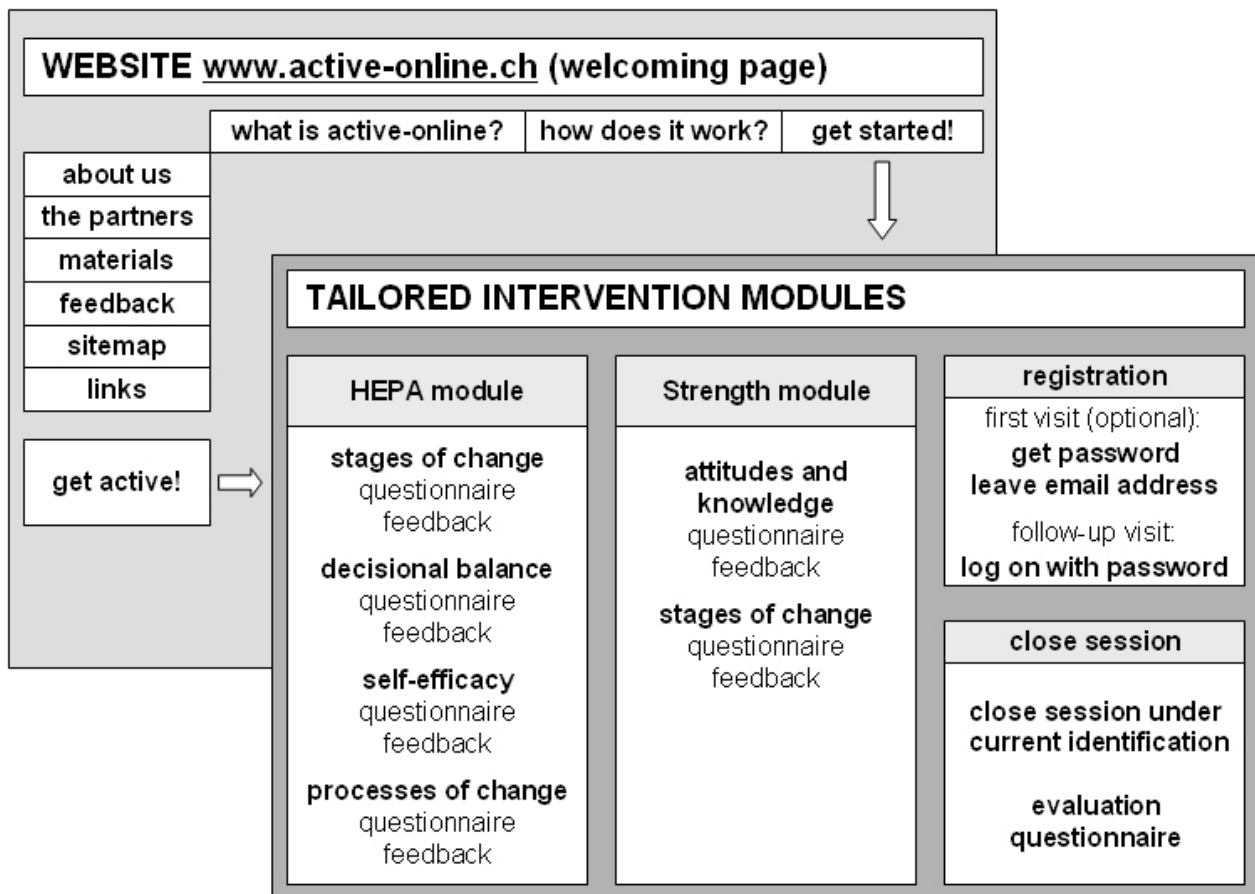 WEBSITE www.active-online.ch (welcoming page)
what is active-online?
how does it work?
get started!
about us
the partners
materials
feedback
sitemap
links
get active!
TAILORED INTERVENTION MODULES
HEPA module
stages of change
questionnaire
feedback
decisional balance
questionnaire
feedback
self-efficacy
questionnaire
feedback
processes of change
questionnaire
feedback
Strength module
attitudes and
knowledge
questionnaire
feedback
stages of change
questionnaire
feedback
registration
first visit (optional):
get password
leave email address
follow-up visit:
log on with password
close session
close session under
current identification
evaluation
questionnaire